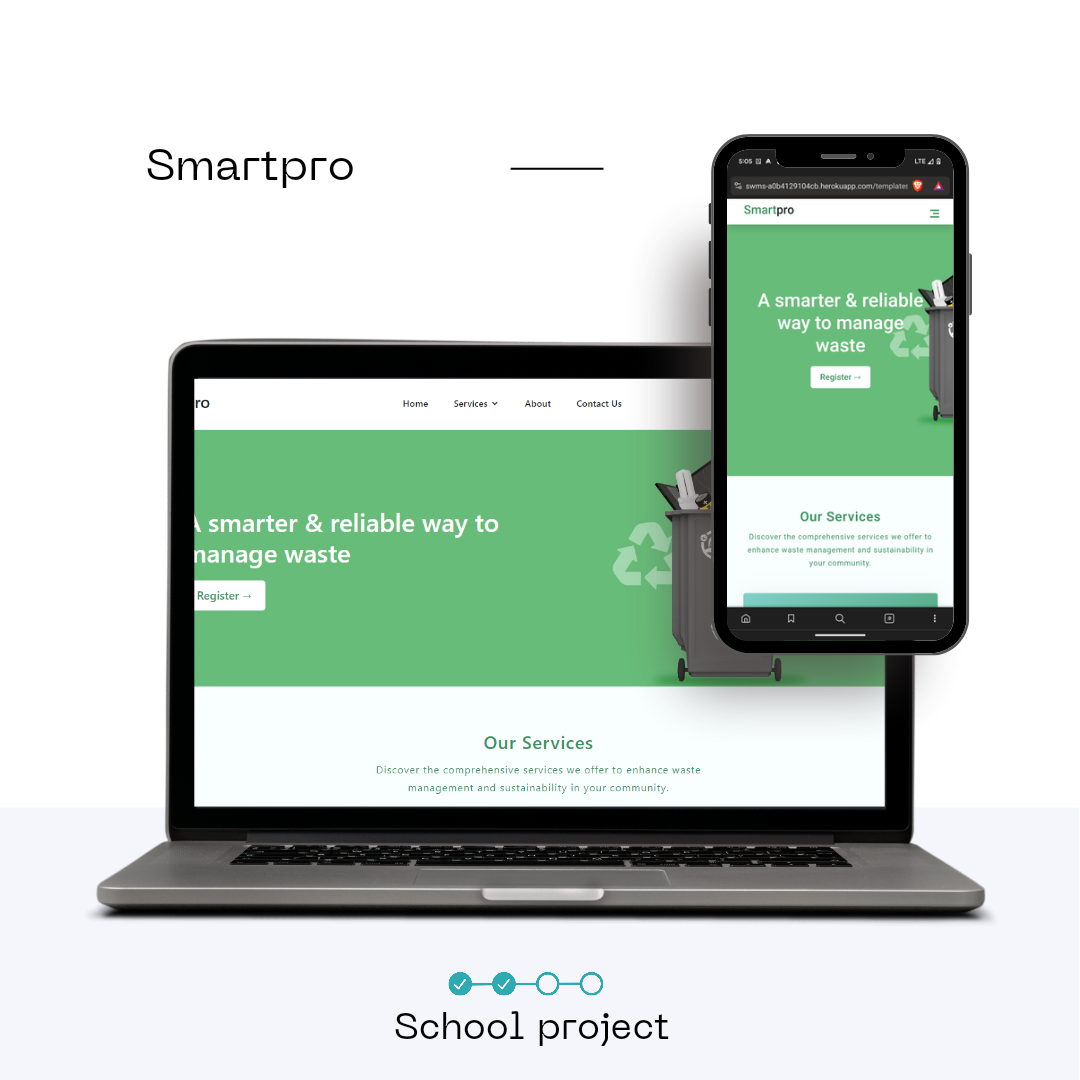 Smartpro
5:05
LTE
swms-a0b4129104cb.herokuapp.com/templates
Smartpro
A smarter & reliable
way to manage
waste
Register →
Our Services
Discover the comprehensive services we offer to
enhance waste management and sustainability in
your community.
ro
Home Services About Contact Us
A smarter & reliable way to
manage waste
Register →
Our Services
Discover the comprehensive services we offer to enhance waste
management and sustainability in your community.
School project